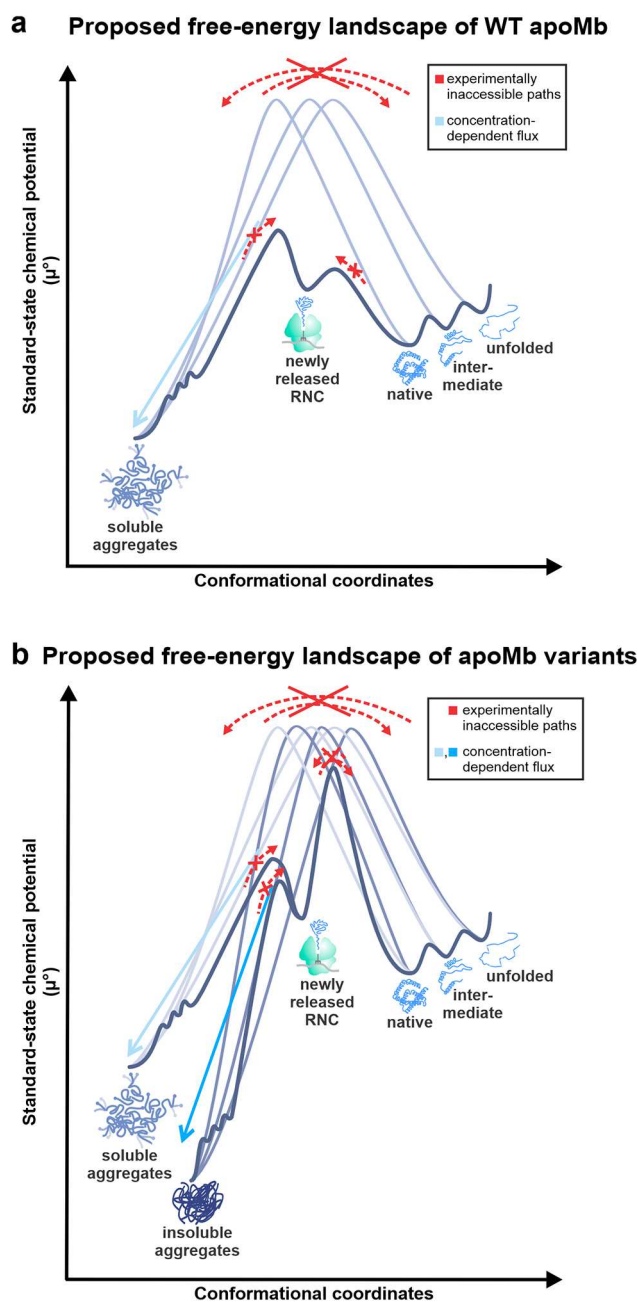 a Proposed free-energy landscape of WT apoMb
experimentally
inaccessible paths
concentration-
dependent flux
Standard-state chemical potential
(µ°)
newly
released
RNC
native
inter-
mediate
unfolded
soluble
aggregates
Conformational coordinates
b Proposed free-energy landscape of apoMb variants
experimentally
inaccessible paths
, concentration-
dependent flux
Standard-state chemical potential
(µ°)
newly
released
RNC
native
inter-
mediate
unfolded
soluble
aggregates
insoluble
aggregates
Conformational coordinates